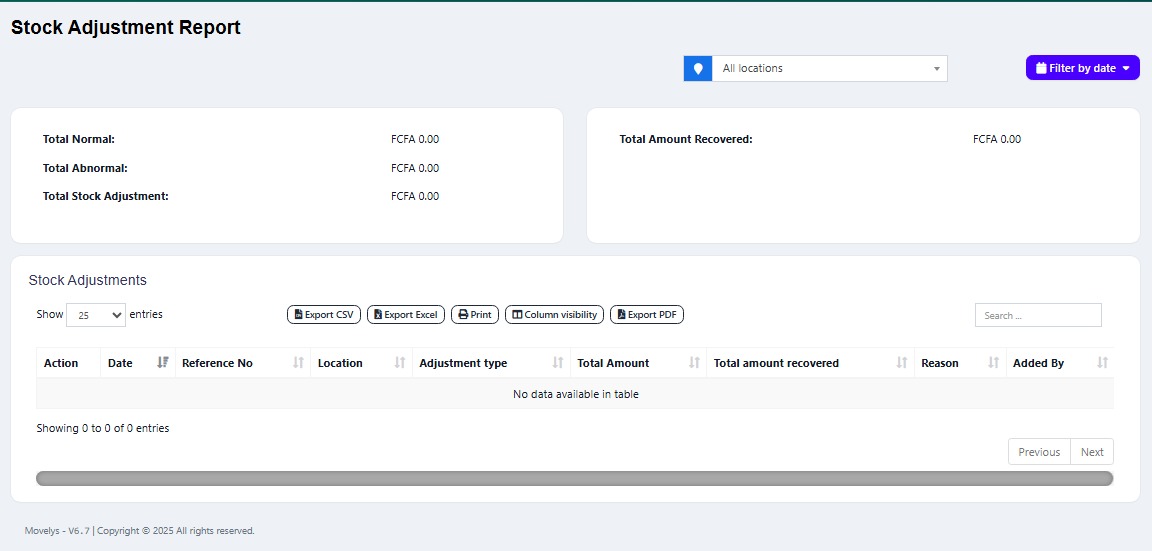 Stock Adjustment Report
All locations
Filter by date
Total Normal: FCFA 0.00
Total Abnormal: FCFA 0.00
Total Stock Adjustment: FCFA 0.00
Total Amount Recovered: FCFA 0.00
Stock Adjustments
Show 25 entries
Export CSV Export Excel Print Column visibility Export PDF
Search ...
Action Date Reference No Location Adjustment type Total Amount Total amount recovered Reason Added By
No data available in table
Showing 0 to 0 of 0 entries
Previous Next
Movelys - V6.7 | Copyright © 2025 All rights reserved.